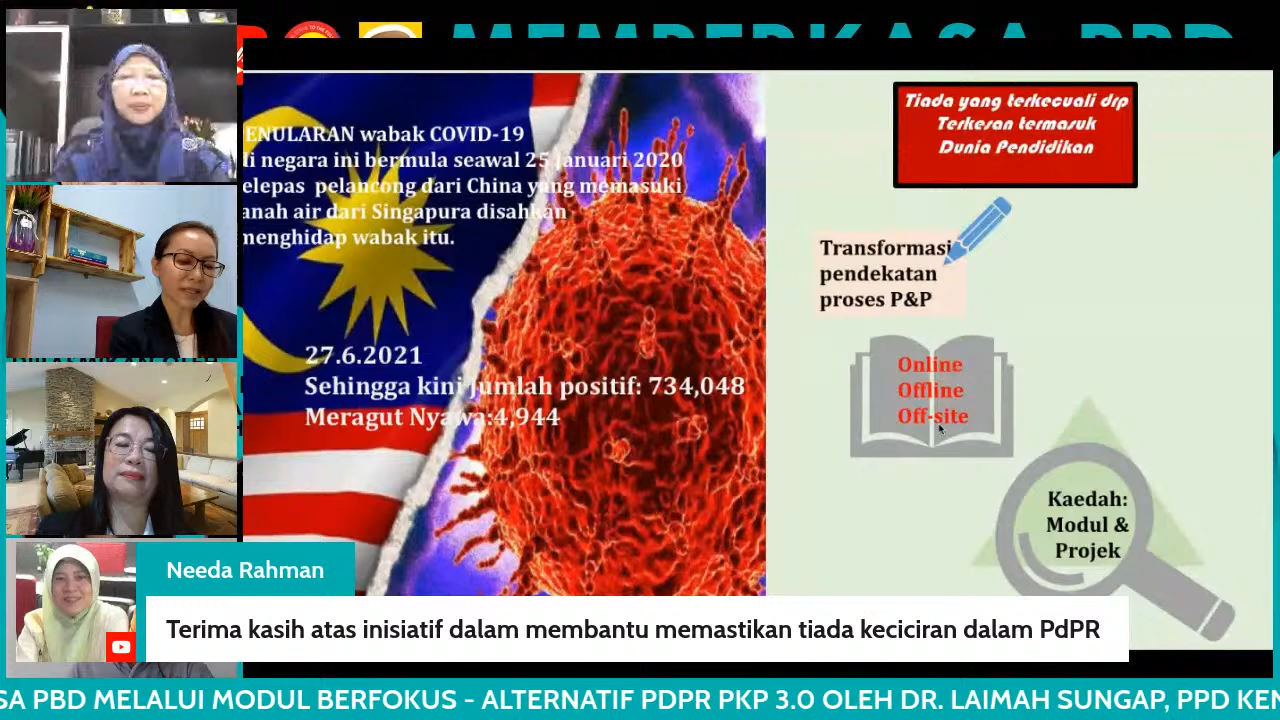 MEMPERKASA PBD
ENULARAN wabak COVID-19
di negara ini bermula seawal 25 Januari 2020
elepas pelancong dari China yang memasuki
anah air dari Singapura disahkan
menghidap wabak itu.
27.6.2021
Sehingga kini jumlah positif: 734,048
Meragut Nyawa:4,944
Tiada yang terkecuali drp
Terkesan termasuk
Dunia Pendidikan
Transformasi
pendekatan
proses P&P
Online
Offline
Off-site
Kaedah:
Modul &
Projek
Needa Rahman
Terima kasih atas inisiatif dalam membantu memastikan tiada keciciran dalam PdPR
SA PBD MELALUI MODUL BERFOKUS - ALTERNATIF PDPR PKP 3.0 OLEH DR. LAIMAH SUNGAP, PPD KEN